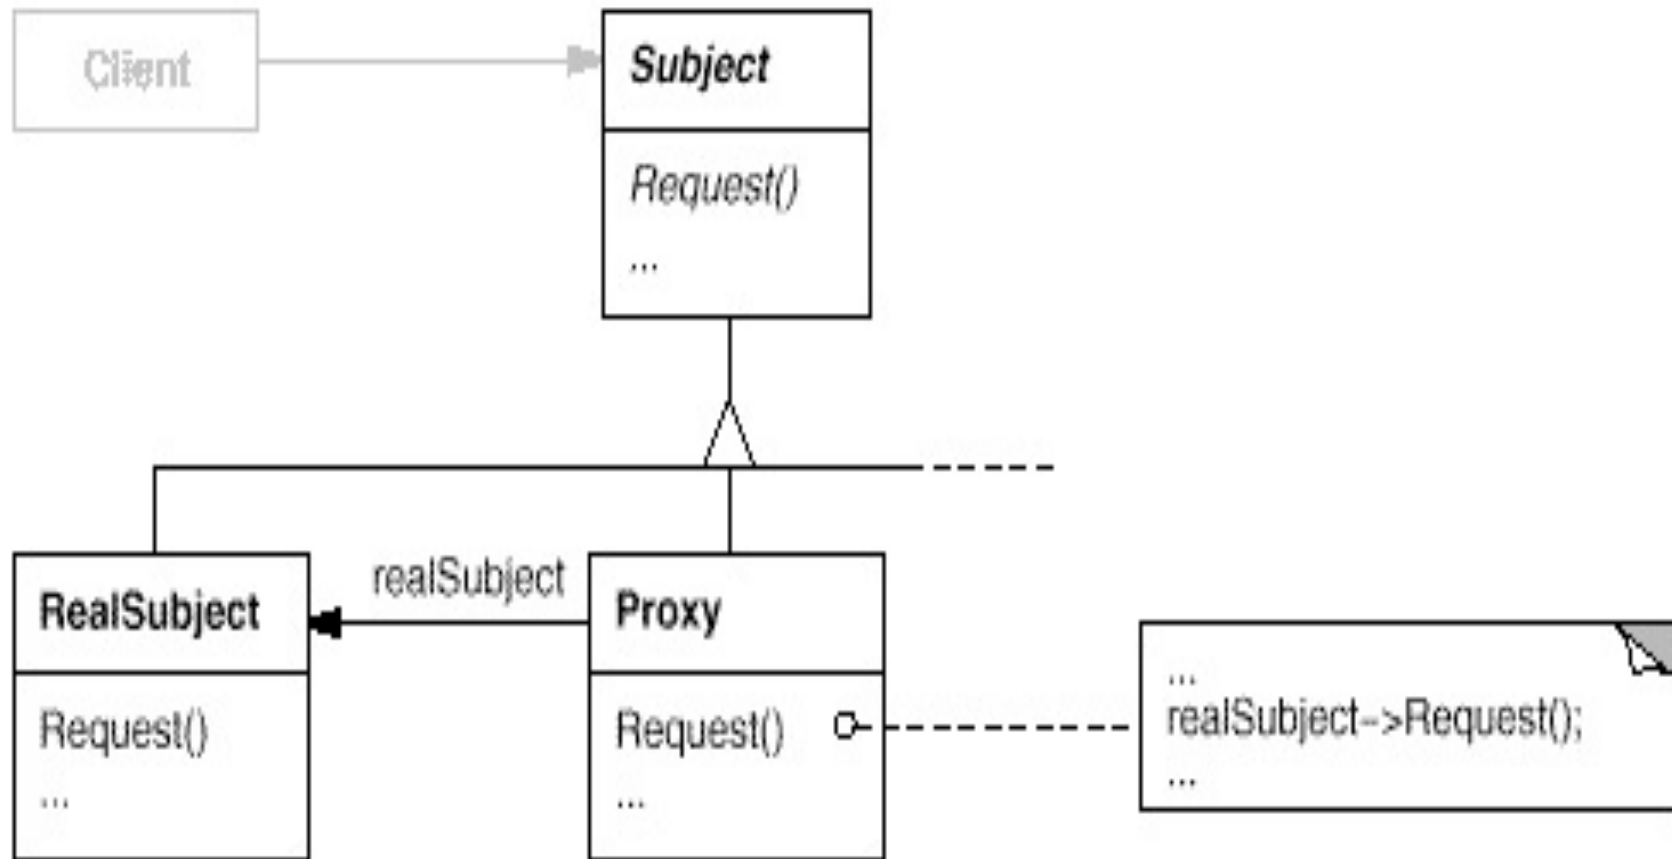 Client
Subject
Request()
...
realSubject
RealSubject
Request()
...
Proxy
Request()
...
...
realSubject->Request();
...